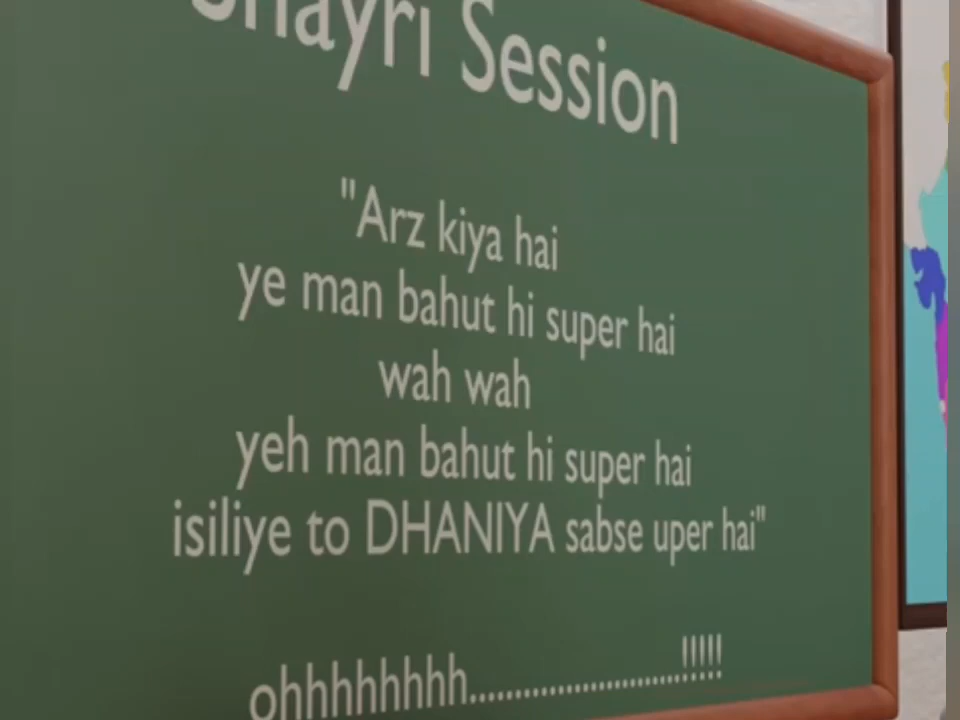 Shayri Session
"Arz kiya hai
ye man bahut hi super hai
wah wah
yeh man bahut hi super hai
isiliye to DHANIYA sabse uper hai"
ohhhhhhhh............................!!!!!